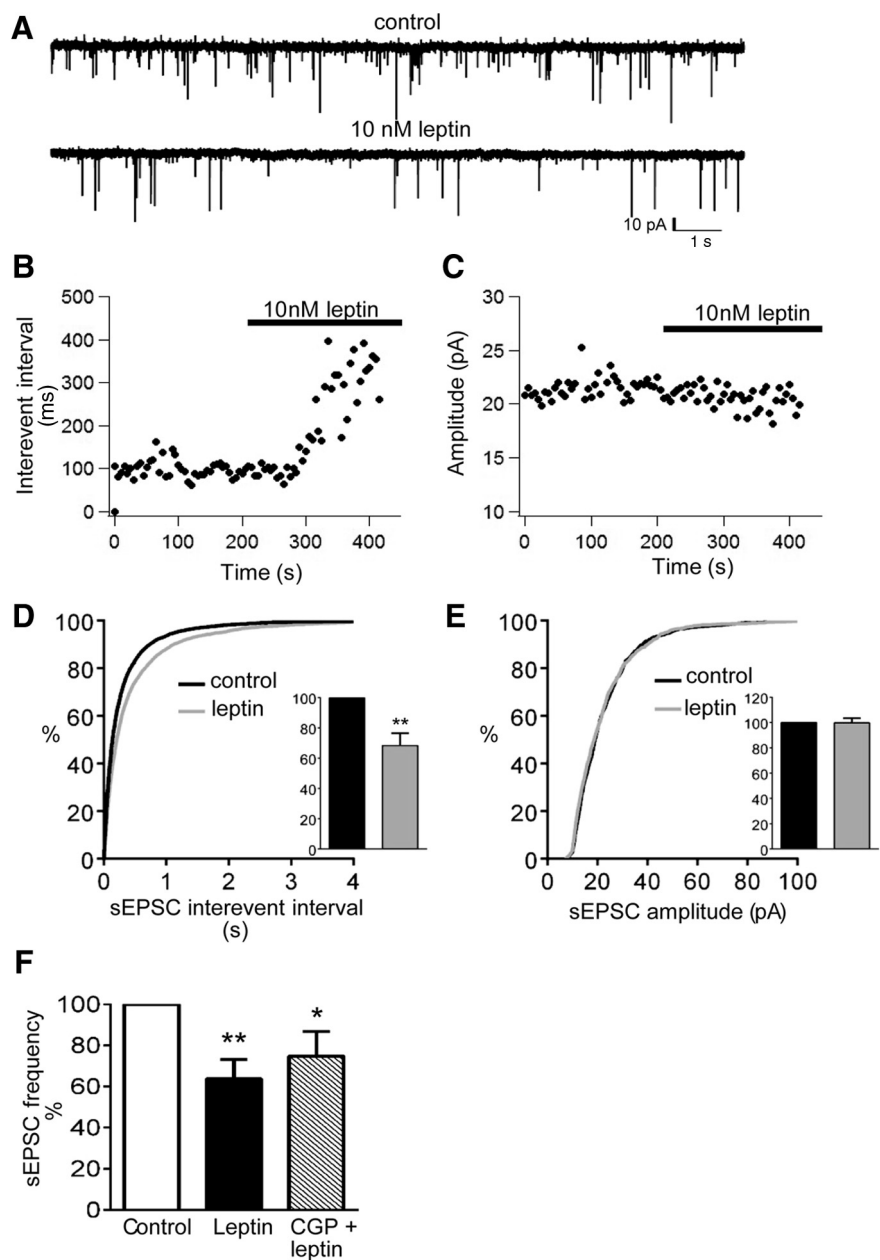 A
control
10 nM leptin
10 pA
1 s
B
10nM leptin
Interevent interval
(ms)
500
400
300
200
100
0
0 100 200 300 400
Time (s)
C
10nM leptin
Amplitude (pA)
30
25
20
15
10
0 100 200 300 400
Time (s)
D
100
80
60
40
20
0
%
control
leptin
100
80
60
40
20
0
**
0 1 2 3 4
sEPSC interevent interval
(s)
E
100
80
60
40
20
0
%
control
leptin
120
100
80
60
40
20
0
0 20 40 60 80 100
sEPSC amplitude (pA)
F
sEPSC frequency
%
100
80
60
40
20
0
**
*
Control Leptin CGP +
leptin